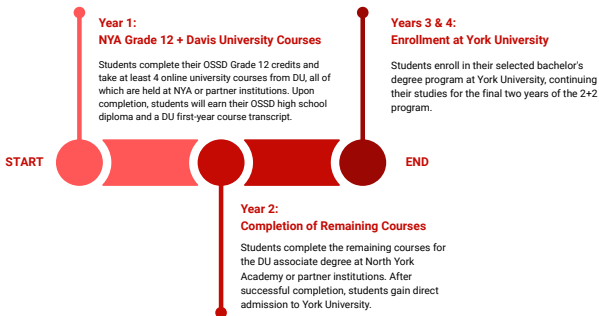 Year 1:
NYA Grade 12 + Davis University Courses
Students complete their OSSD Grade 12 credits and
take at least 4 online university courses from DU, all of
which are held at NYA or partner institutions. Upon
completion, students will earn their OSSD high school
diploma and a DU first-year course transcript.
Years 3 & 4:
Enrollment at York University
Students enroll in their selected bachelor's
degree program at York University, continuing
their studies for the final two years of the 2+2
program.
START
END
Year 2:
Completion of Remaining Courses
Students complete the remaining courses for
the DU associate degree at North York
Academy or partner institutions. After
successful completion, students gain direct
admission to York University.